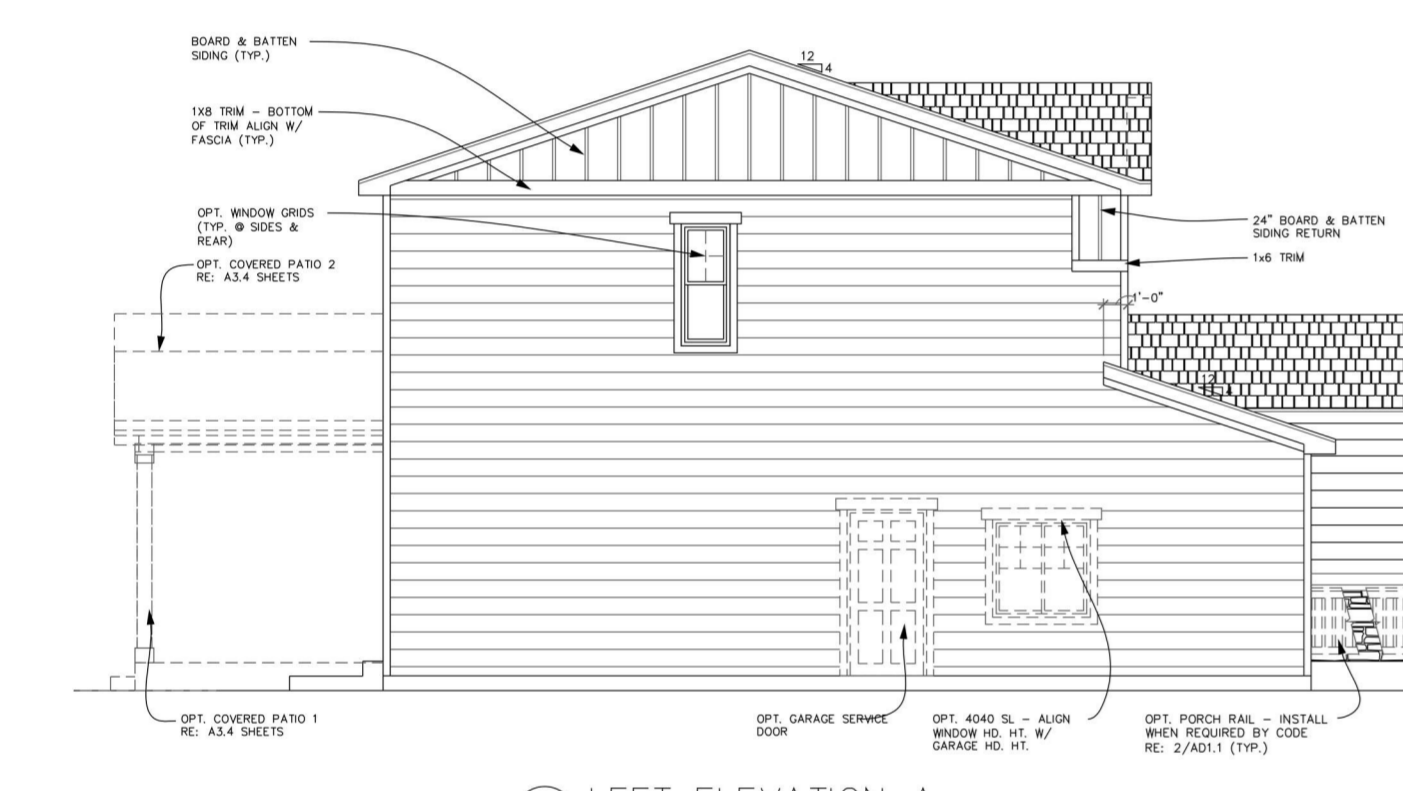 BOARD & BATTEN
SIDING (TYP.)
12
4
1X8 TRIM - BOTTOM
OF TRIM ALIGN W/
FASCIA (TYP.)
OPT. WINDOW GRIDS
(TYP. @ SIDES &
REAR)
24" BOARD & BATTEN
SIDING RETURN
1x6 TRIM
OPT. COVERED PATIO 2
RE: A3.4 SHEETS
1'-0"
12
4
OPT. COVERED PATIO 1
RE: A3.4 SHEETS
OPT. GARAGE SERVICE
DOOR
OPT. 4040 SL - ALIGN
WINDOW HD. HT. W/
GARAGE HD. HT.
OPT. PORCH RAIL - INSTALL
WHEN REQUIRED BY CODE
RE: 2/AD1.1 (TYP.)
LEFT ELEVATION A